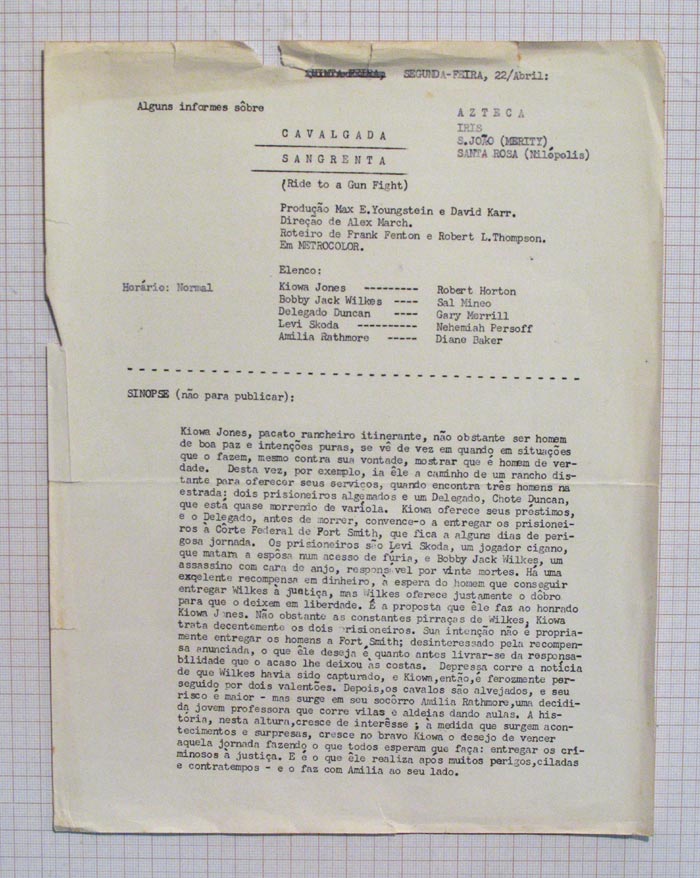 QUINTA-FEIRA, SEGUNDA-FEIRA, 22/Abril:
Alguns informes sôbre
A Z T E C A
IRIS
S.JOÃO (MERITY)
SANTA ROSA (Nilópolis)
C A V A L G A D A
S A N G R E N T A
(Ride to a Gun Fight)
Produção Max E.Youngstein e David Karr.
Direção de Alex March.
Roteiro de Frank Fenton e Robert L.Thompson.
Em METROCOLOR.
Elenco:
Horário: Normal
Kiowa Jones --------- Robert Horton
Bobby Jack Wilkes ---- Sal Mineo
Delegado Duncan ---- Gary Merrill
Levi Skoda ---------- Nehemiah Persoff
Amilia Rathmore ----- Diane Baker
SINOPSE (não para publicar):
Kiowa Jones, pacato rancheiro itinerante, não obstante ser homem
de boa paz e intenções puras, se vê de vez em quando em situações
que o fazem, mesmo contra sua vontade, mostrar que é homem de ver-
dade. Desta vez, por exemplo, ia êle a caminho de um rancho dis-
tante para oferecer seus serviços, quando encontra três homens na
estrada; dois prisioneiros algemados e um Delegado, Chote Duncan,
que está quase morrendo de varíola. Kiowa oferece seus préstimos,
e o Delegado, antes de morrer, convence-o a entregar os prisionei-
ros à Côrte Federal de Fort Smith, que fica a alguns dias de peri-
gosa jornada. Os prisioneiros são Levi Skoda, um jogador cigano,
que matara a espôsa num acesso de fúria, e Bobby Jack Wilkes, um
assassino com cara de anjo, responsável por vinte mortes. Há uma
exqelente recompensa em dinheiro, à espera do homem que conseguir
entregar Wilkes à justiça, mas Wilkes oferece justamente o dôbro
para que o deixem em liberdade. É a proposta que êle faz ao honrado
Kiowa Jones. Não obstante as constantes pirraças de Wilkes, Kiowa
trata decentemente os dois prisioneiros. Sua intenção não é propria-
mente entregar os homens a Fort Smith; desinteressado pela recompen-
sa anunciada, o que êle deseja é quanto antes livrar-se da responsa-
bilidade que o acaso lhe deixou às costas. Depressa corre a notícia
de que Wilkes havia sido capturado, e Kiowa,então,é ferozmente per-
seguido por dois valentões. Depois,os cavalos são alvejados, e seu
risco é maior - mas surge em seu socôrro Amilia Rathmore,uma decidi-
da jovem professora que corre vilas e aldeias dando aulas. A his-
tória, nesta altura,cresce de interêsse ; à medida que surgem acon-
tecimentos e surpresas, cresce no bravo Kiowa o desejo de vencer
aquela jornada fazendo o que todos esperam que faça: entregar os cri-
minosos à justiça. E é o que êle realiza após muitos perigos,ciladas
e contratempos - e o faz com Amilia ao seu lado.